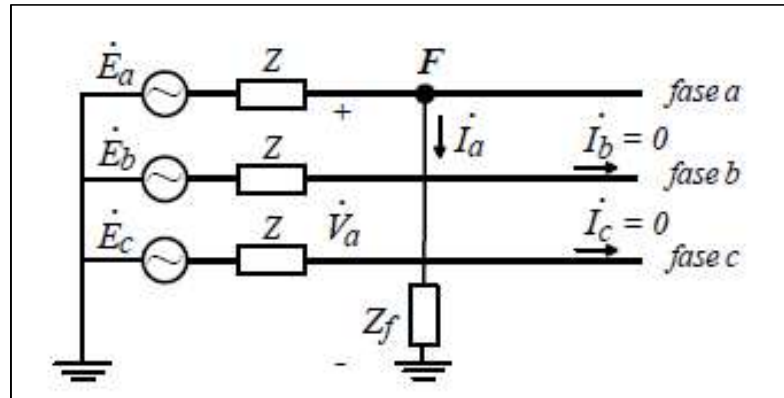 Ėa Z F fase a
+
İa İb = 0
Ėb Z fase b
İc = 0
Ėc Z V̇a fase c
Zf
-